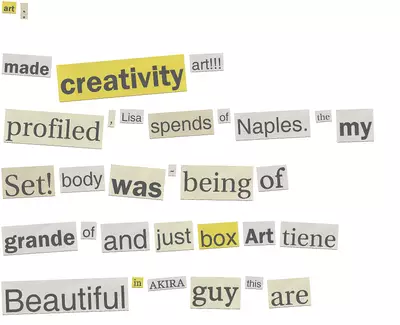 art :
made creativity art!!!
profiled , Lisa spends of Naples. the my
Set! body was - being of
grande of and just box Art tiene
Beautiful in AKIRA guy this are